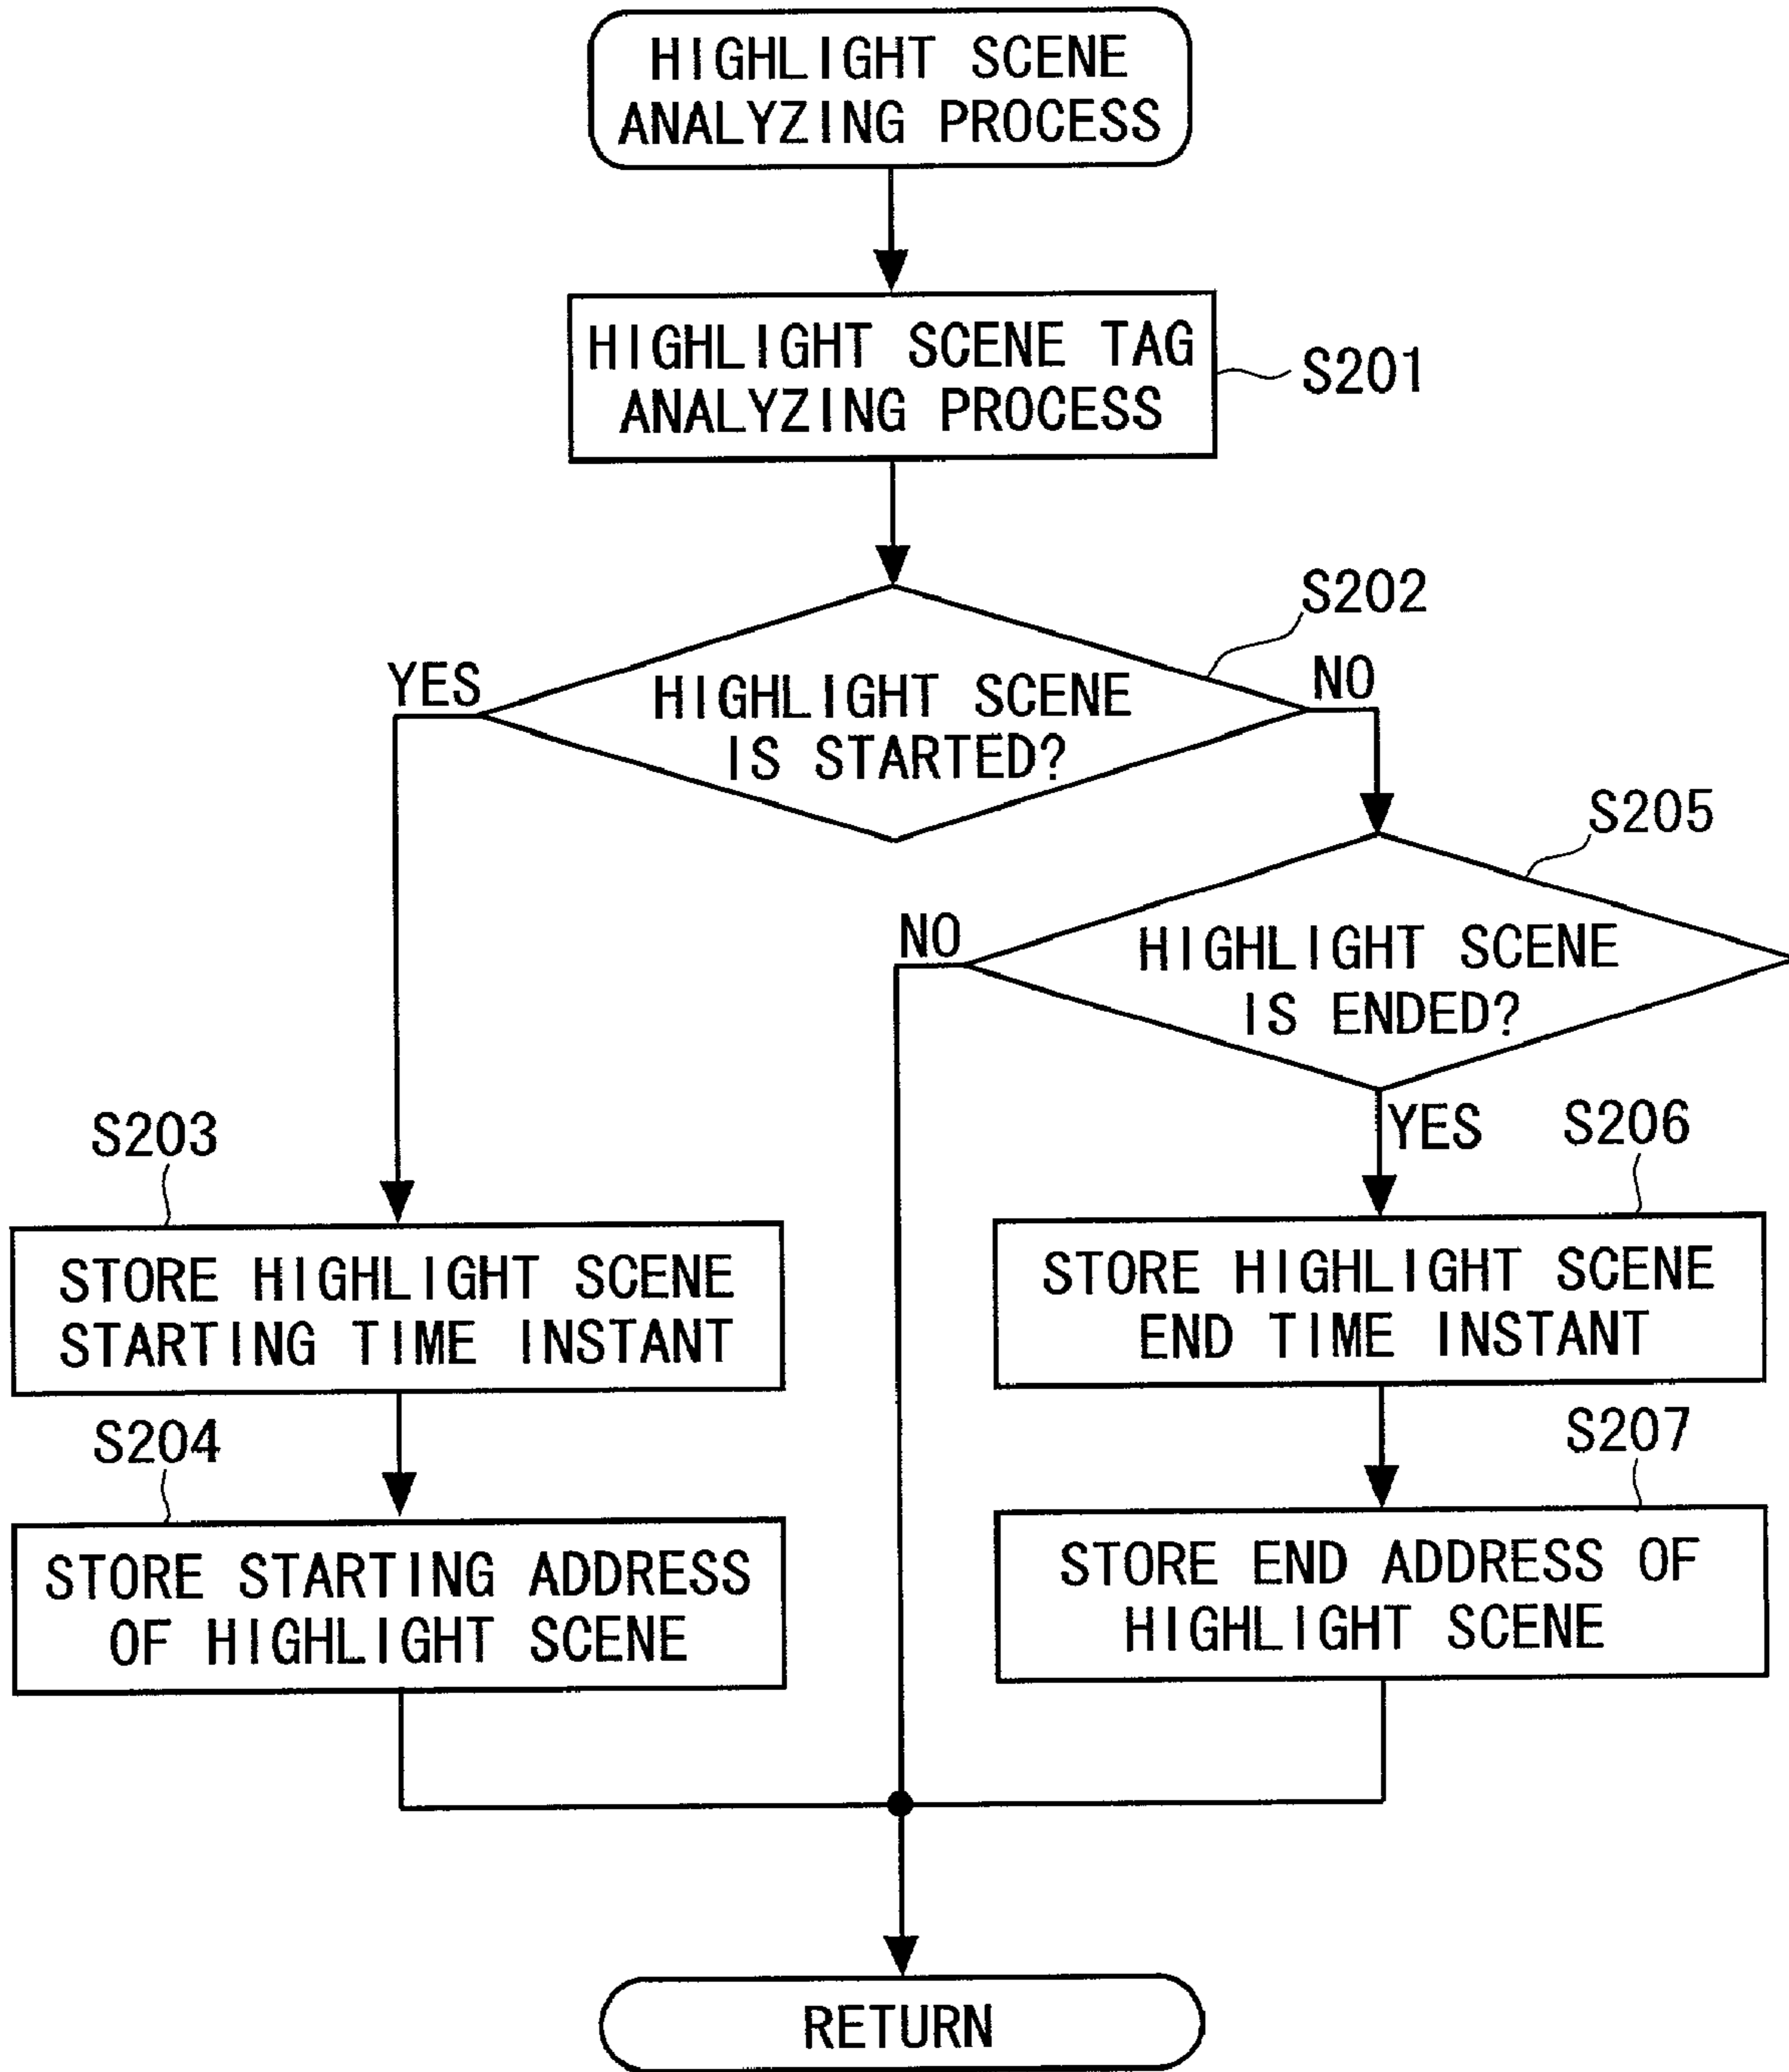 HIGHLIGHT SCENE
ANALYZING PROCESS
HIGHLIGHT SCENE TAG
ANALYZING PROCESS
S201
S202
YES
NO
HIGHLIGHT SCENE
IS STARTED?
S205
NO
HIGHLIGHT SCENE
IS ENDED?
YES
S203
S206
STORE HIGHLIGHT SCENE
STARTING TIME INSTANT
STORE HIGHLIGHT SCENE
END TIME INSTANT
S204
S207
STORE STARTING ADDRESS
OF HIGHLIGHT SCENE
STORE END ADDRESS OF
HIGHLIGHT SCENE
RETURN